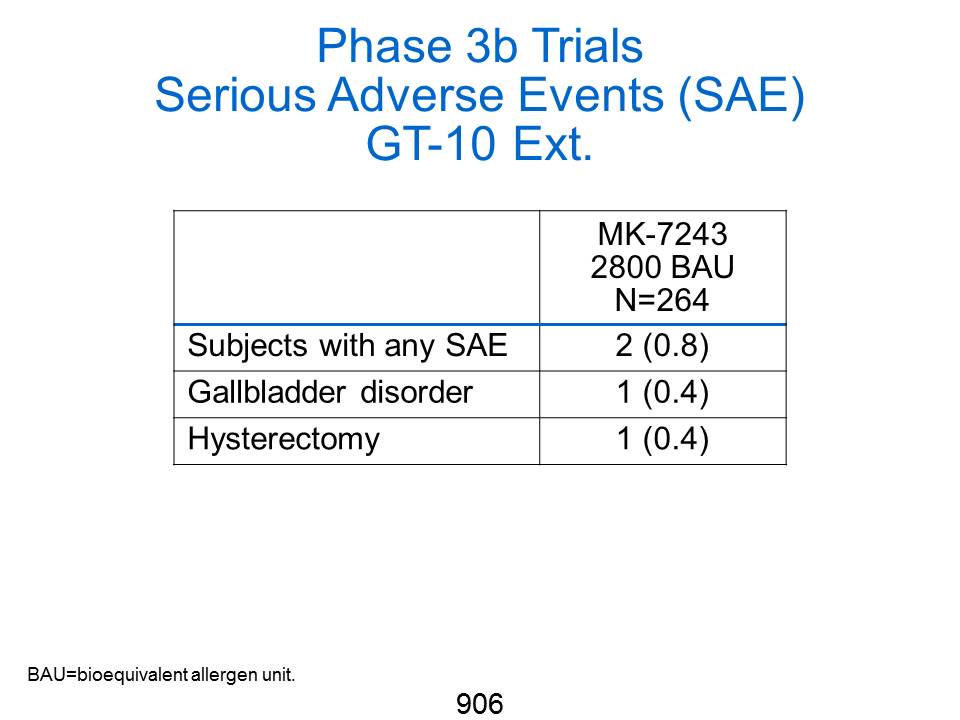 Phase 3b Trials
Serious Adverse Events (SAE)
GT-10 Ext.
MK-7243
2800 BAU
N=264
Subjects with any SAE 2 (0.8)
Gallbladder disorder 1 (0.4)
Hysterectomy 1 (0.4)
BAU=bioequivalent allergen unit.
906